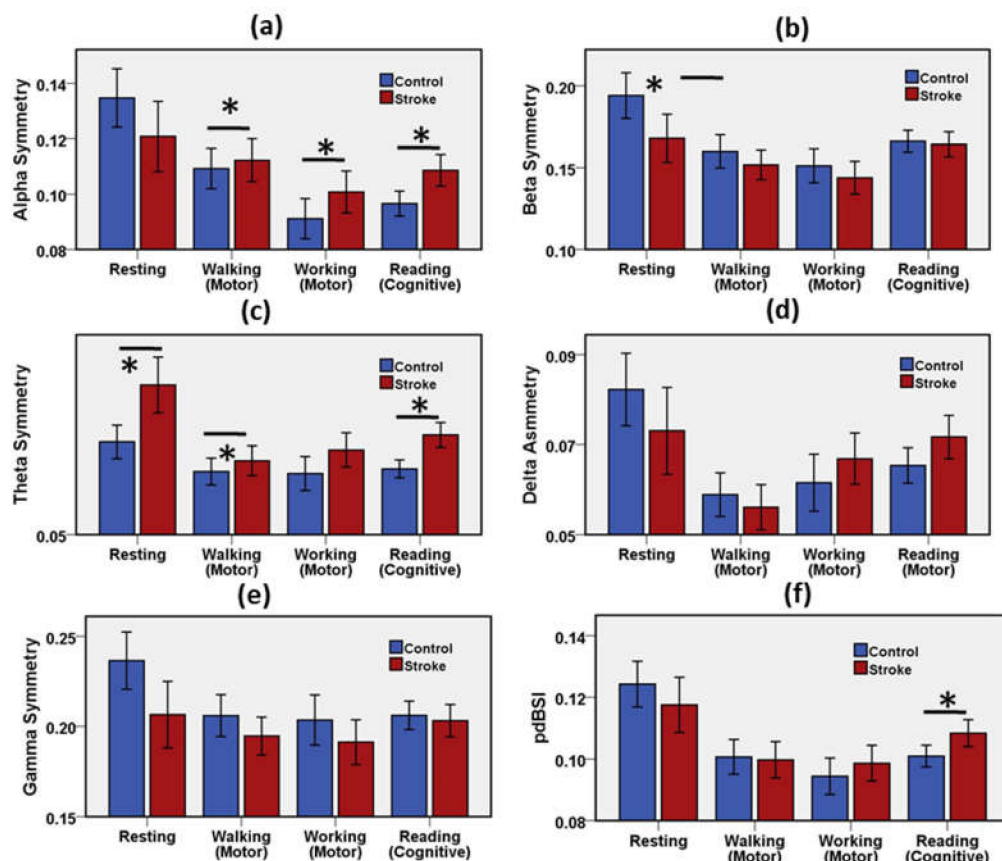 (a)
Alpha Symmetry
0.14
0.12
0.10
0.08
Control
Stroke
*
*
*
Resting
Walking (Motor)
Working (Motor)
Reading (Cognitive)
(b)
Beta Symmetry
0.20
0.15
0.10
Control
Stroke
*
Resting
Walking (Motor)
Working (Motor)
Reading (Cognitive)
(c)
Theta Symmetry
0.05
Control
Stroke
*
*
*
Resting
Walking (Motor)
Working (Motor)
Reading (Cognitive)
(d)
Delta Asmmetry
0.09
0.07
0.05
Control
Stroke
Resting
Walking (Motor)
Working (Motor)
Reading (Motor)
(e)
Gamma Symmetry
0.25
0.20
0.15
Control
Stroke
Resting
Walking (Motor)
Working (Motor)
Reading (Cognitive)
(f)
pdBSI
0.14
0.12
0.10
0.08
Control
Stroke
*
Resting
Walking (Motor)
Working (Motor)
Reading (Cognitive)